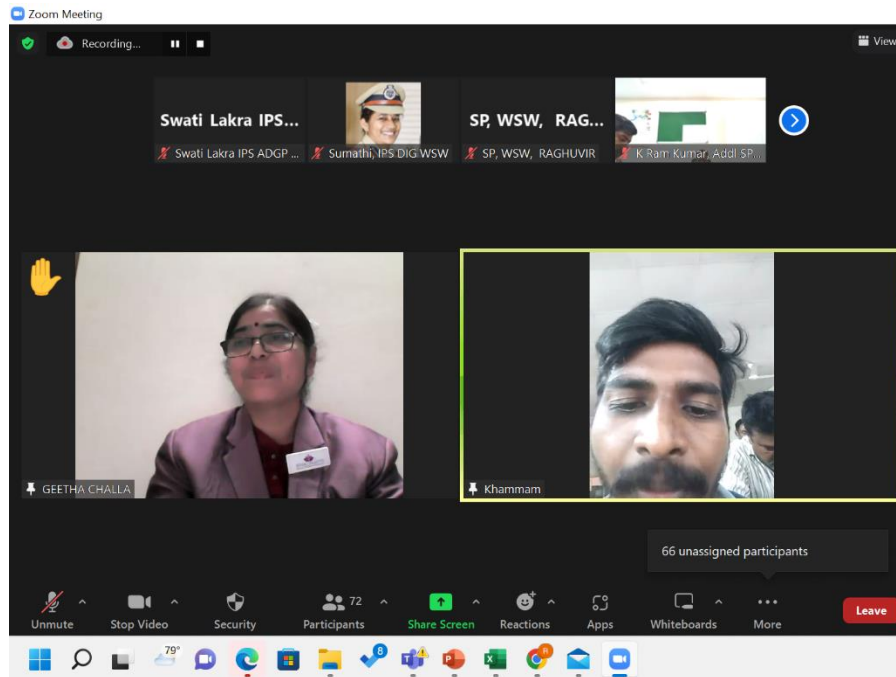 Zoom Meeting
Recording...
View
Swati Lakra IPS...
SP, WSW, RAG...
Swati Lakra IPS ADGP ...
Sumathi, IPS DIG WSW
SP, WSW, RAGHUVIR
K Ram Kumar, Addl SP...
GEETHA CHALLA
Khammam
66 unassigned participants
72
Unmute
Stop Video
Security
Participants
Share Screen
Reactions
Apps
Whiteboards
More
Leave
79°
8